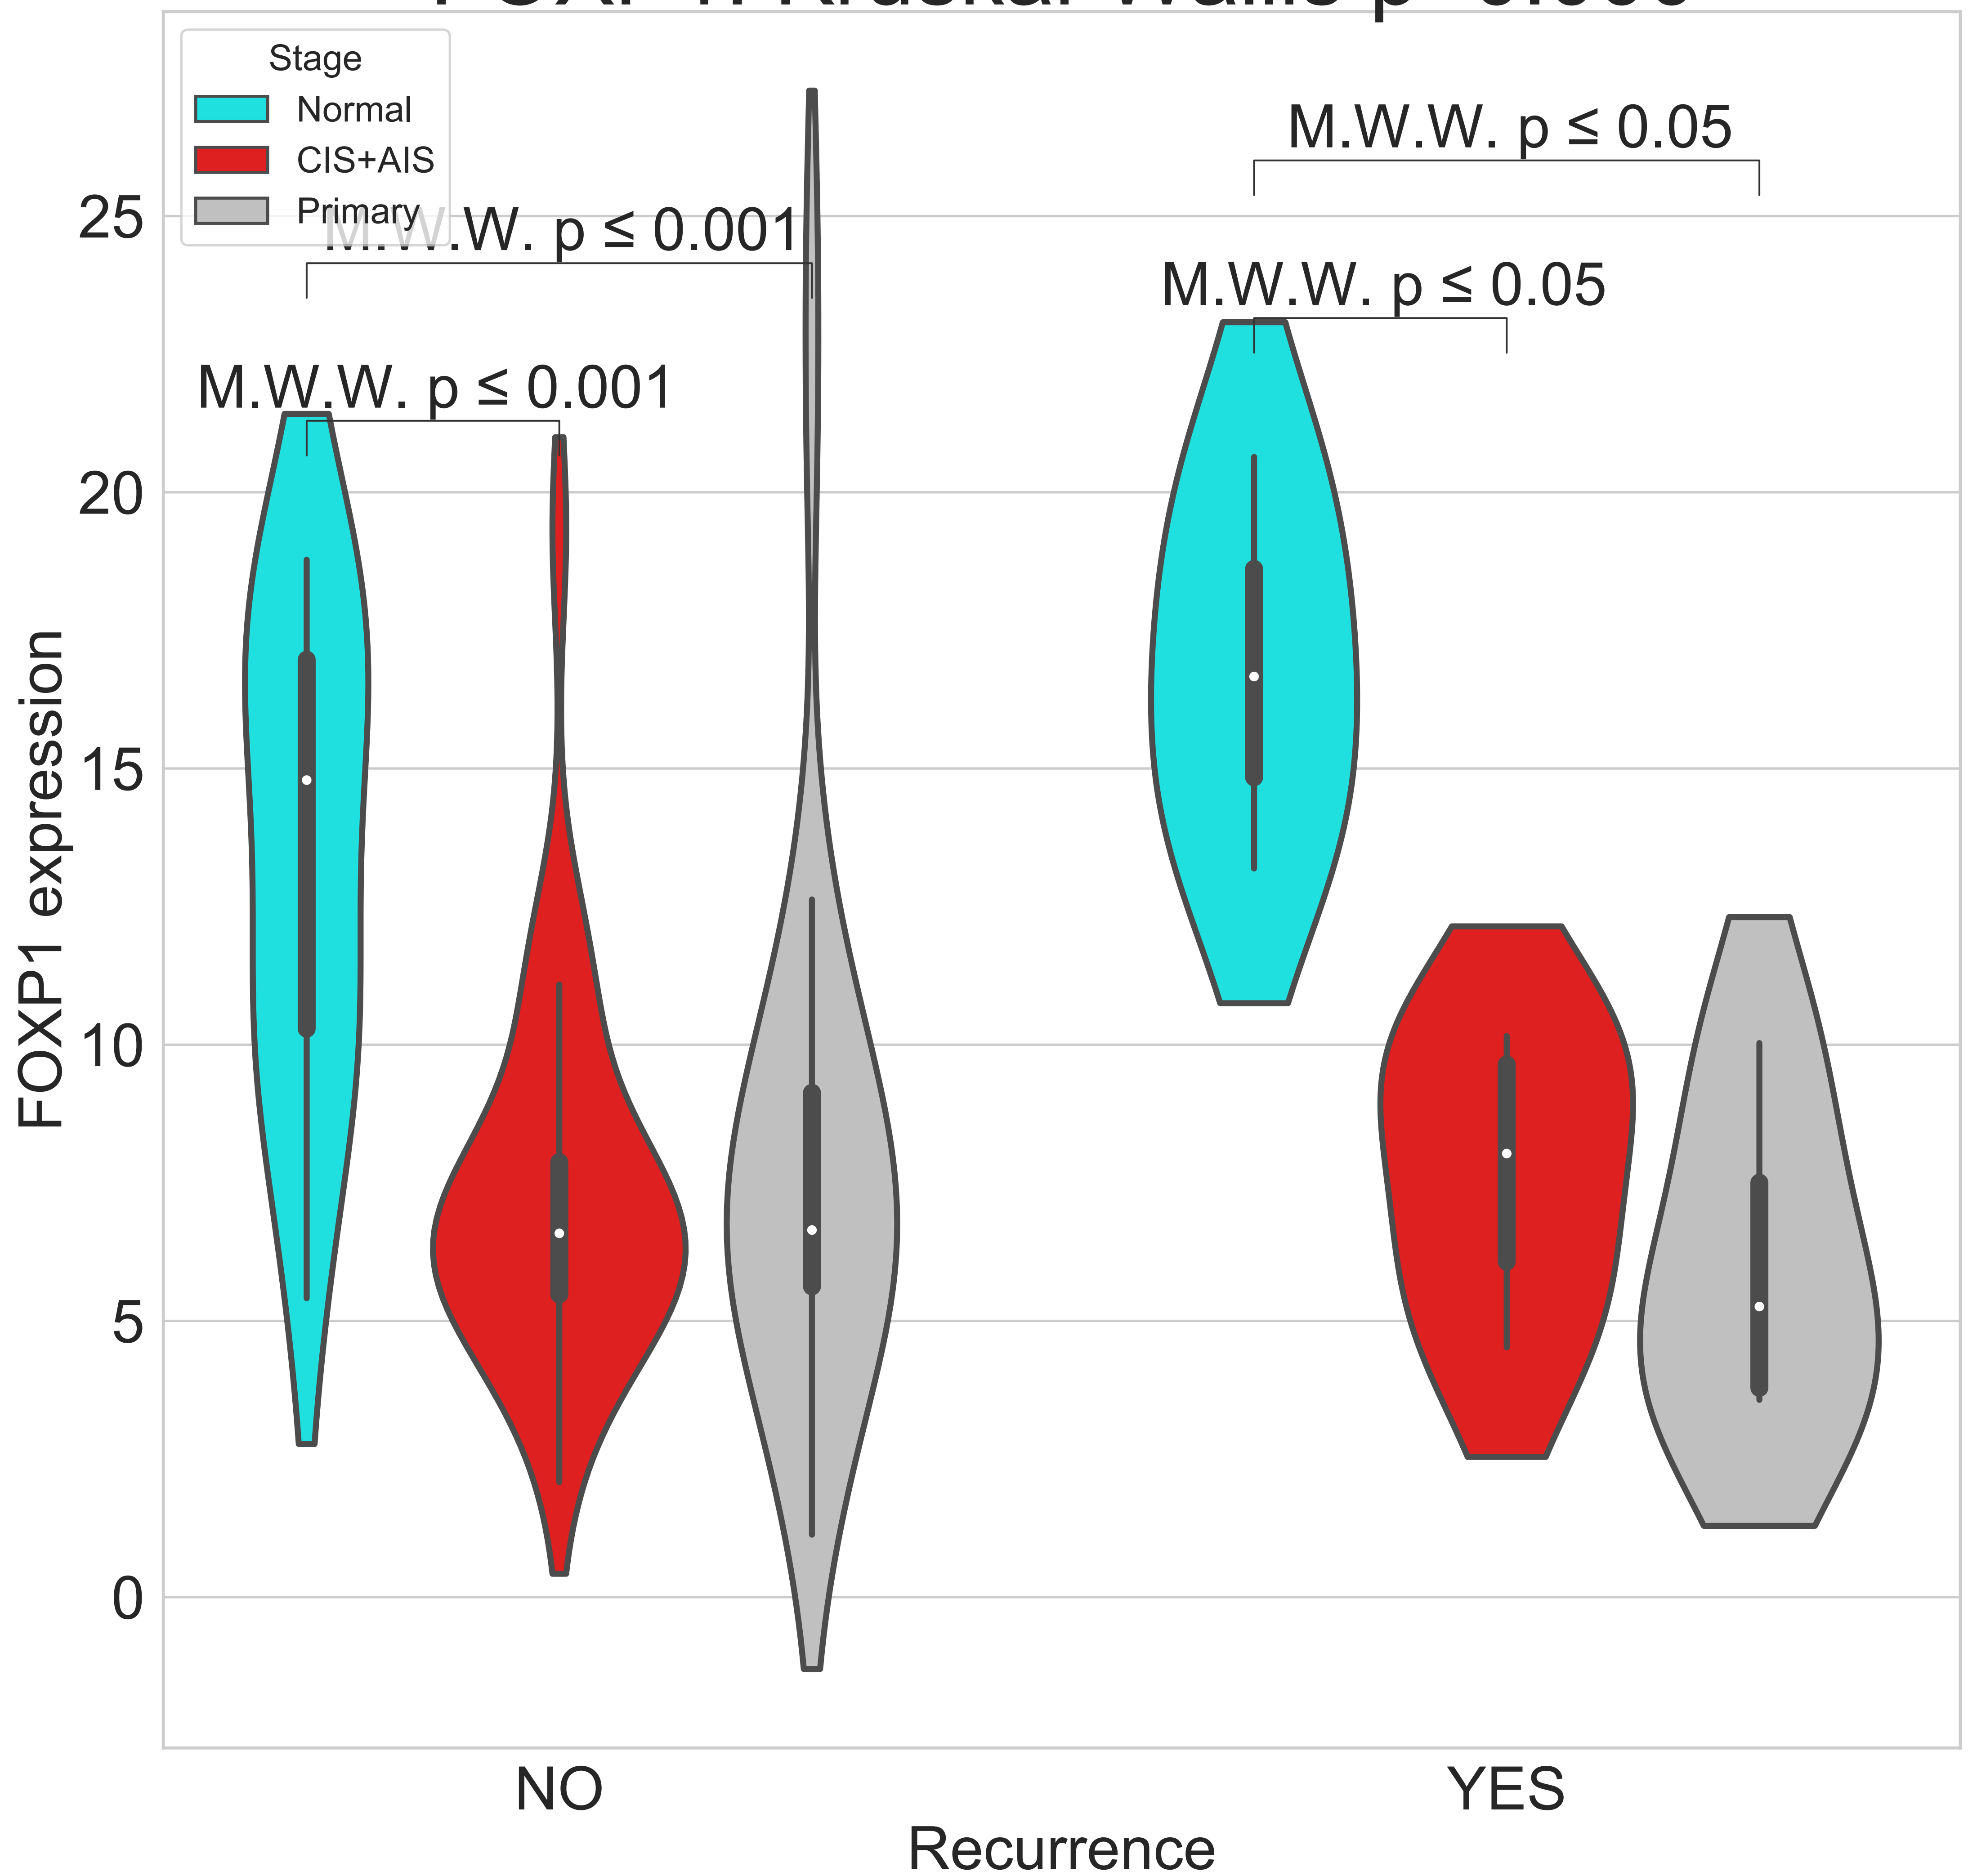 Stage
Normal
CIS+AIS
Primary
M.W.W. p ≤ 0.05
M.W.W. p ≤ 0.001
M.W.W. p ≤ 0.05
M.W.W. p ≤ 0.001
FOXP1 expression
25
20
15
10
5
0
NO
YES
Recurrence